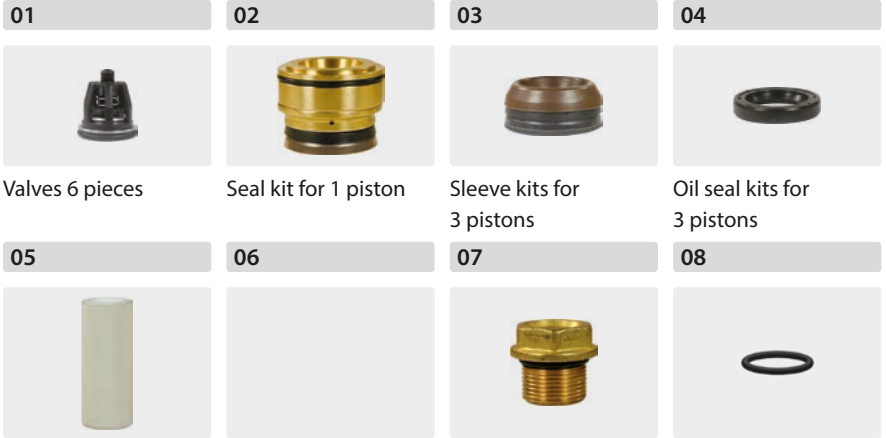 01
02
03
04
Valves 6 pieces
Seal kit for 1 piston
Sleeve kits for
3 pistons
Oil seal kits for
3 pistons
05
06
07
08